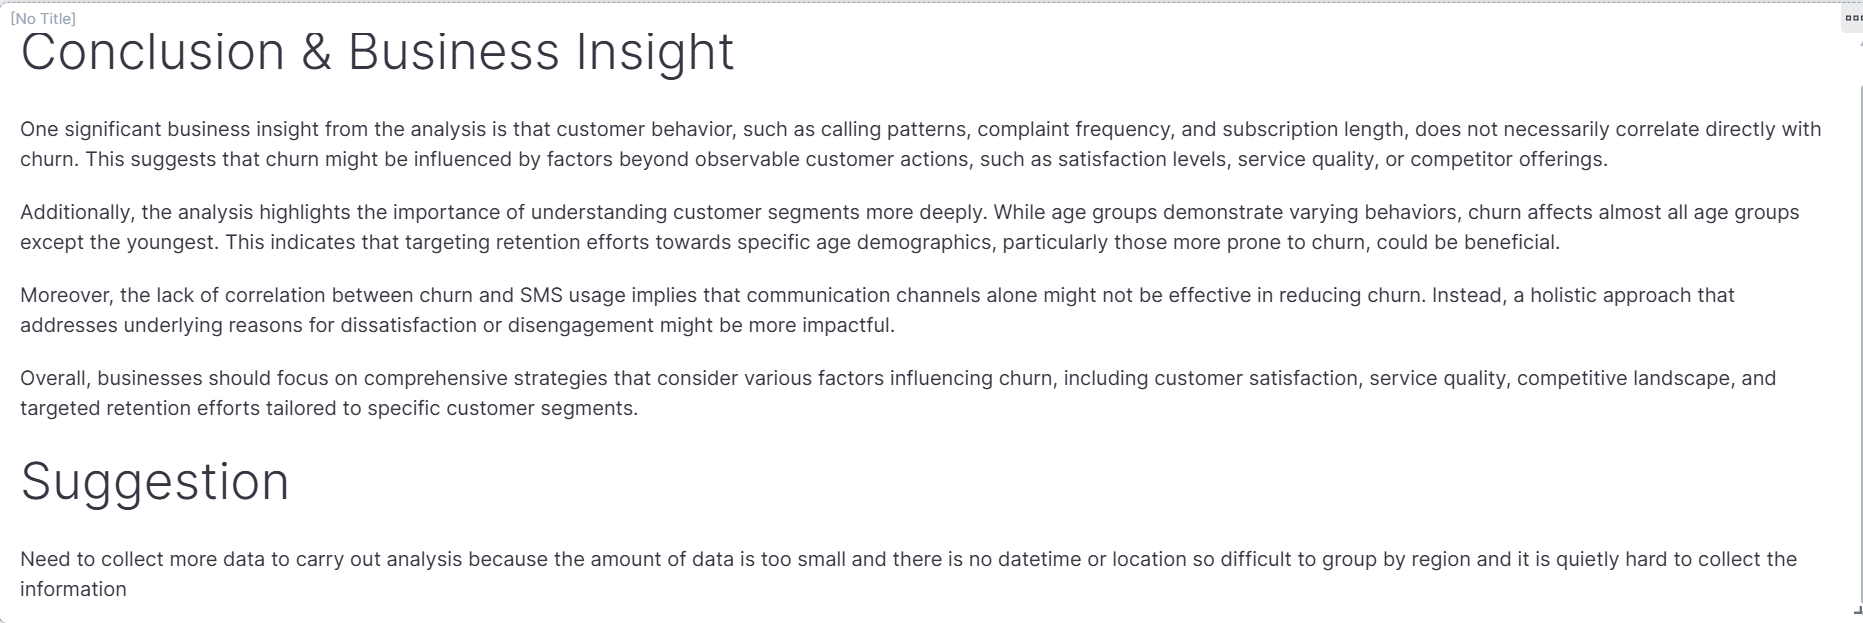 [No Title]
Conclusion & Business Insight
One significant business insight from the analysis is that customer behavior, such as calling patterns, complaint frequency, and subscription length, does not necessarily correlate directly with
churn. This suggests that churn might be influenced by factors beyond observable customer actions, such as satisfaction levels, service quality, or competitor offerings.
Additionally, the analysis highlights the importance of understanding customer segments more deeply. While age groups demonstrate varying behaviors, churn affects almost all age groups
except the youngest. This indicates that targeting retention efforts towards specific age demographics, particularly those more prone to churn, could be beneficial.
Moreover, the lack of correlation between churn and SMS usage implies that communication channels alone might not be effective in reducing churn. Instead, a holistic approach that
addresses underlying reasons for dissatisfaction or disengagement might be more impactful.
Overall, businesses should focus on comprehensive strategies that consider various factors influencing churn, including customer satisfaction, service quality, competitive landscape, and
targeted retention efforts tailored to specific customer segments.
Suggestion
Need to collect more data to carry out analysis because the amount of data is too small and there is no datetime or location so difficult to group by region and it is quietly hard to collect the
information